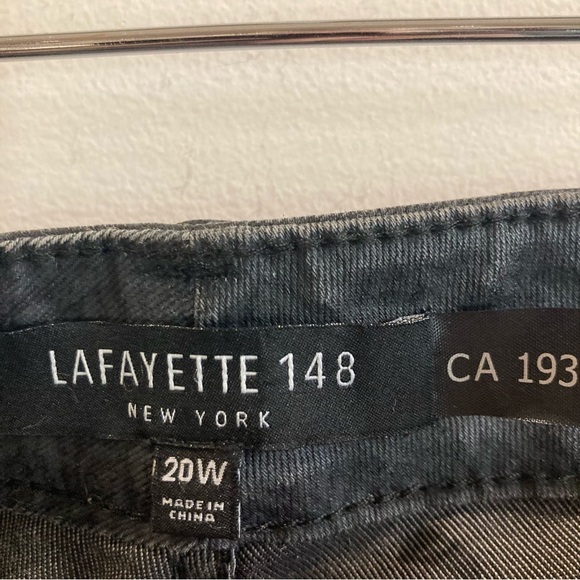 LAFAYETTE 148
NEW YORK
CA 193
20W
MADE IN
CHINA